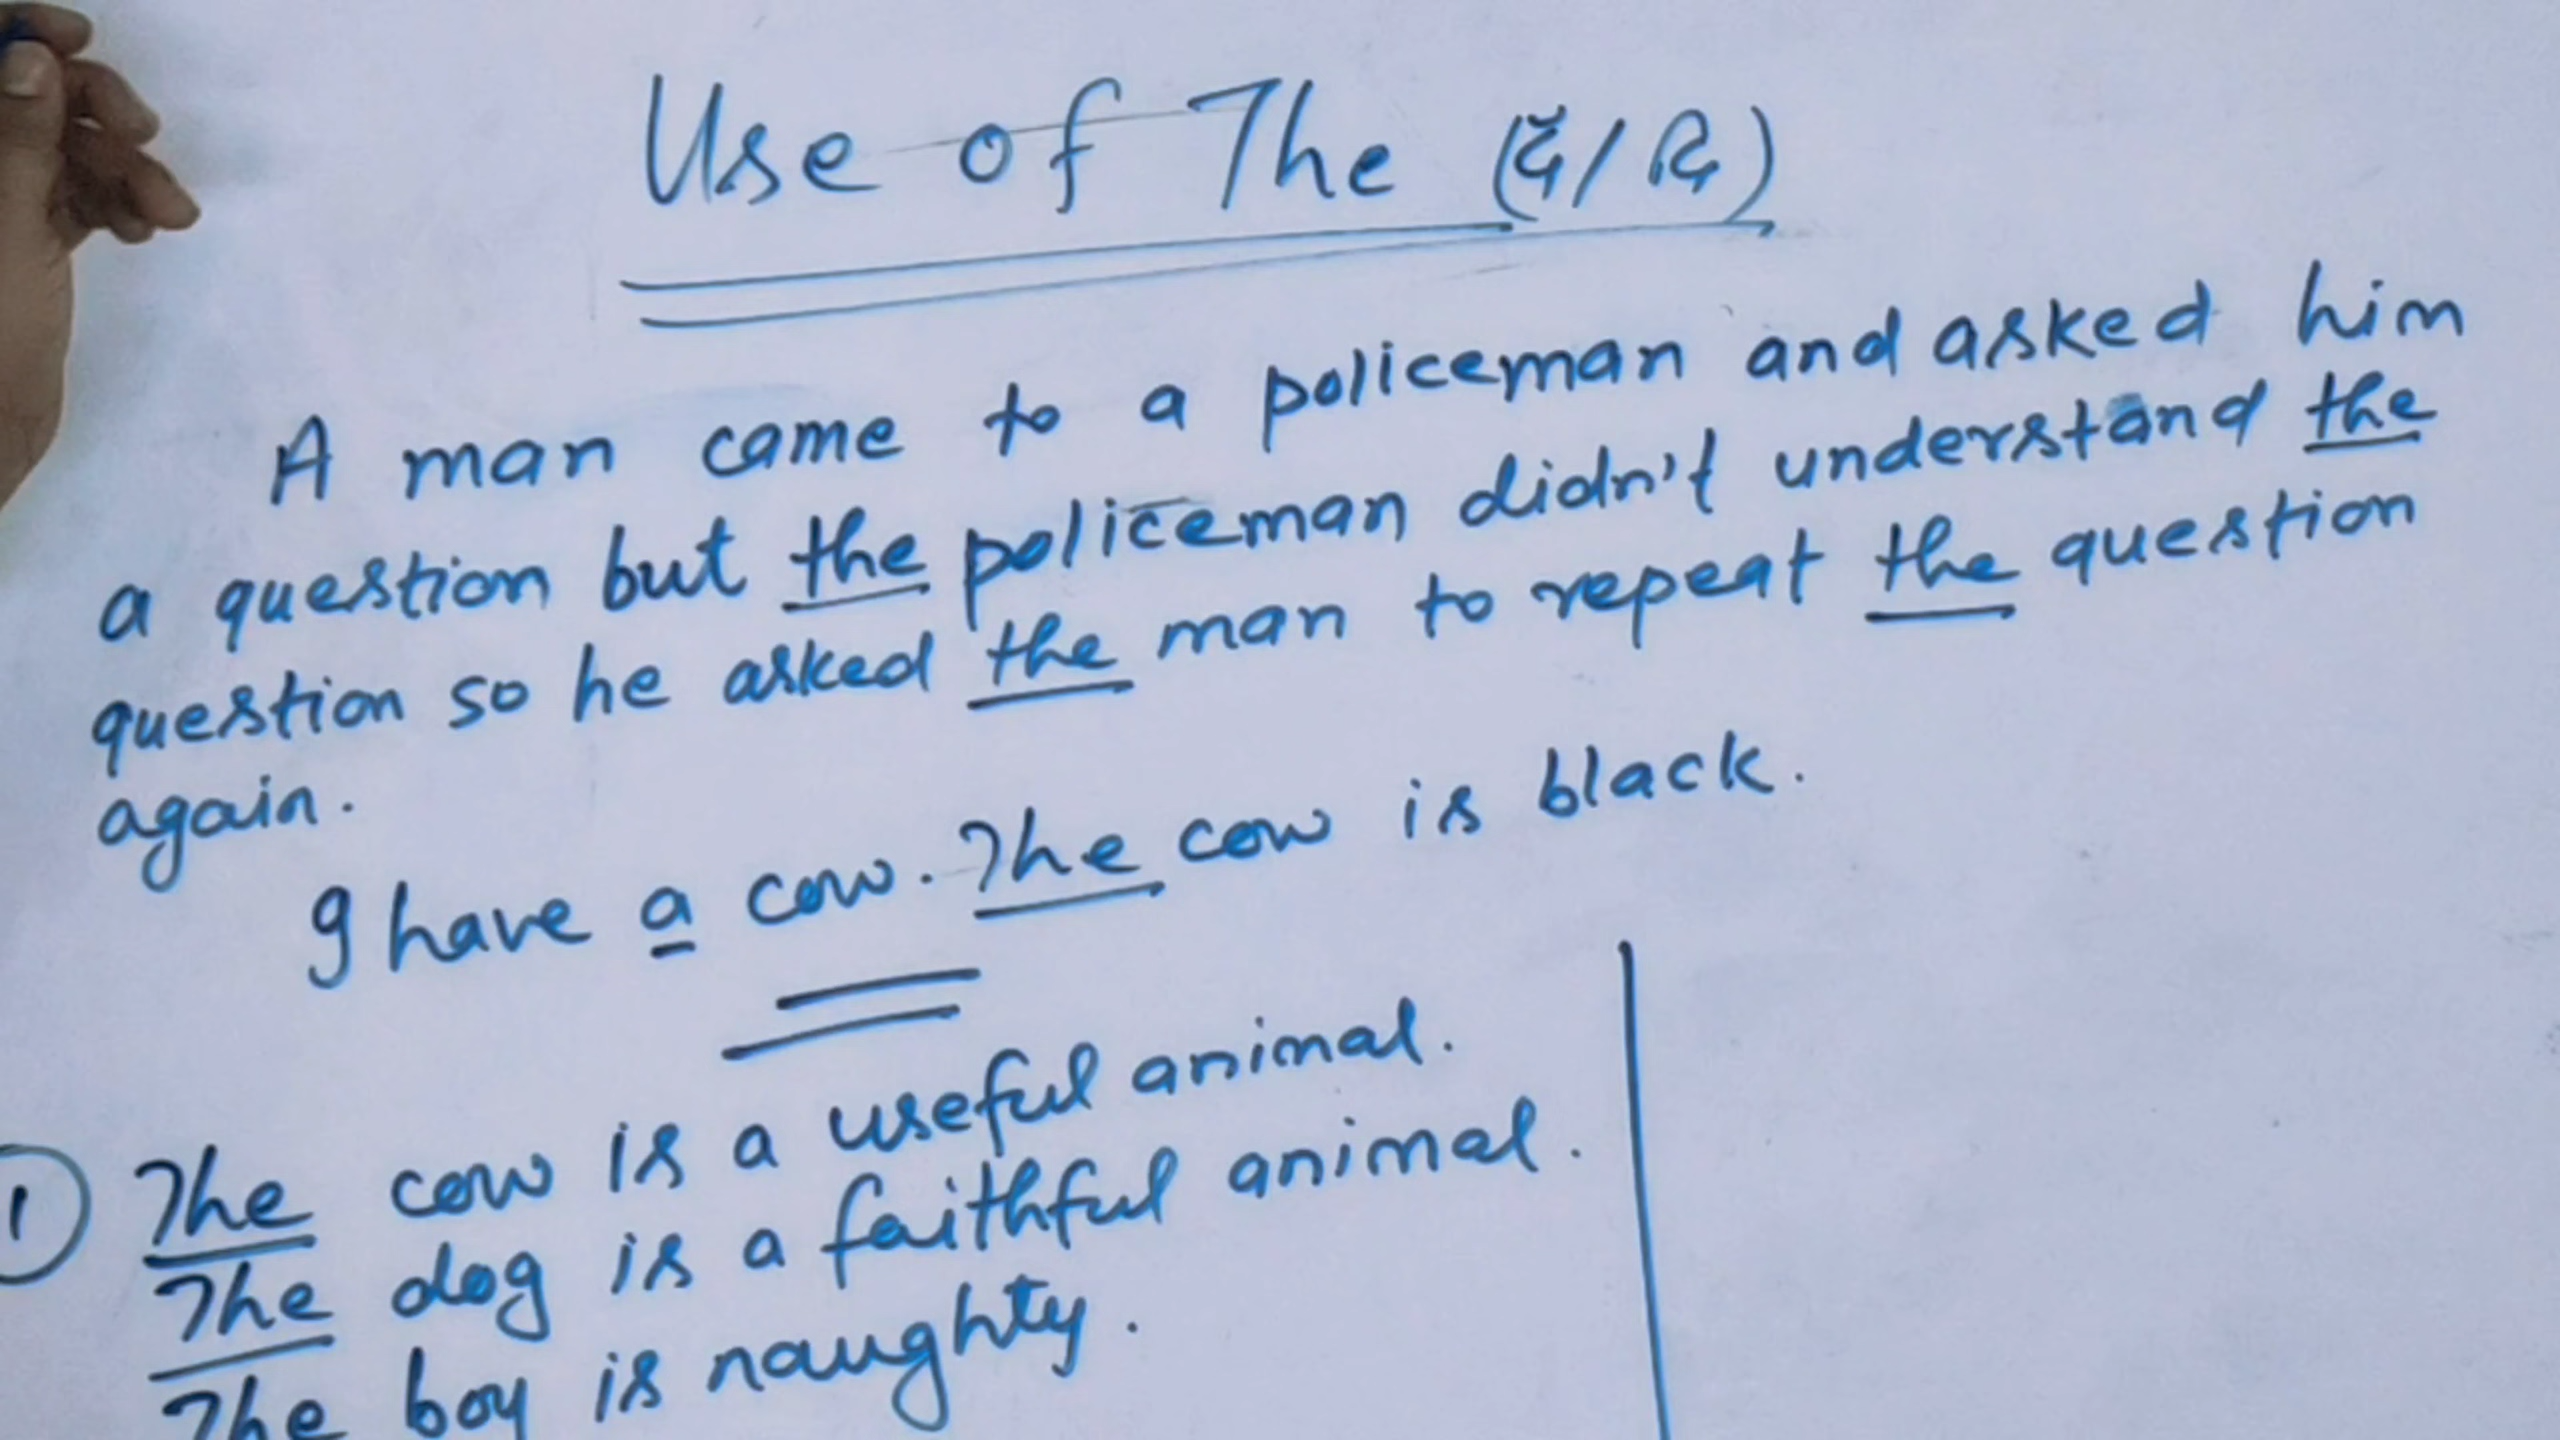 Use of The (दॅ/दि)
A man came to a policeman and asked him
a question but the policeman didn't understand the
question so he asked the man to repeat the question
again.
I have a cow. The cow is black.
① The cow is a useful animal.
The dog is a faithful animal.
The boy is naughty.